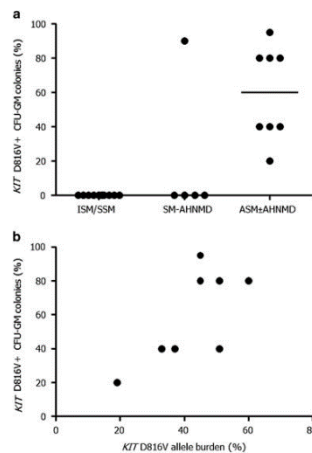 a
KIT D816V+ CFU-GM colonies (%)
100
80
60
40
20
0
ISM/SSM SM-AHNMD ASM±AHNMD
b
KIT D816V+ CFU-GM colonies (%)
100
80
60
40
20
0
0 20 40 60 8
KIT D816V allele burden (%)